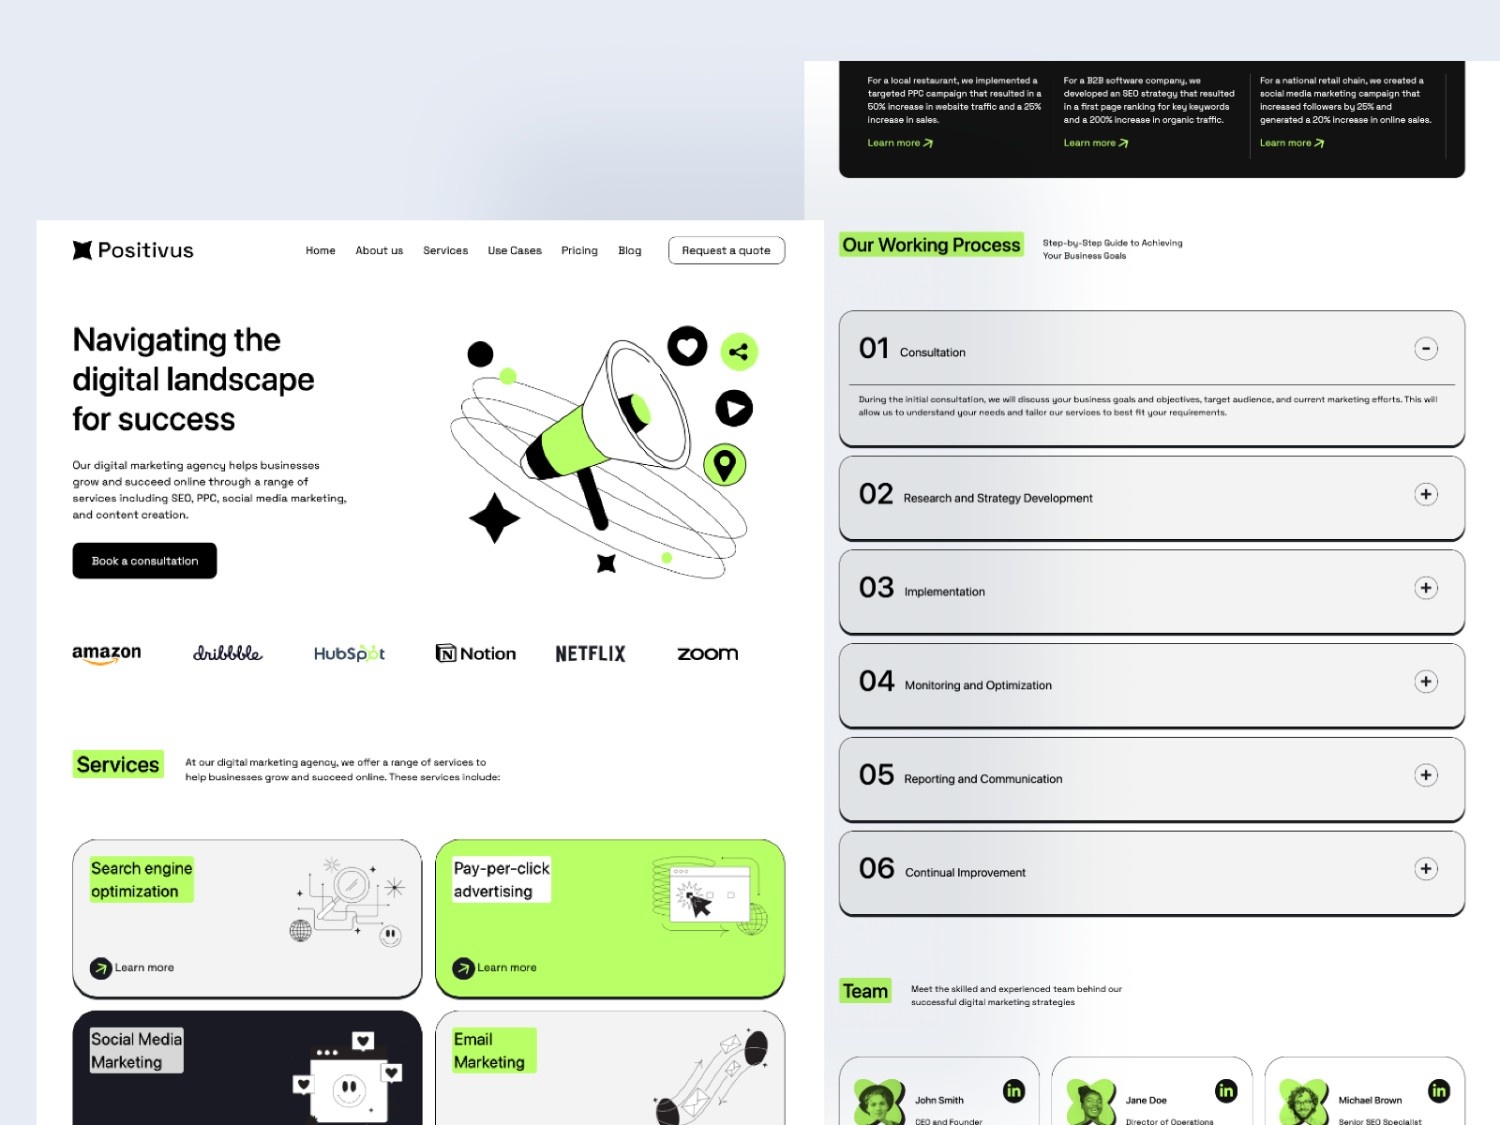 Positivus
Home
About us
Services
Use Cases
Pricing
Blog
Request a quote
Navigating the
digital landscape
for success
Our digital marketing agency helps businesses
grow and succeed online through a range of
services including SEO, PPC, social media marketing,
and content creation.
Book a consultation
amazon
dribbble
HubSpot
Notion
NETFLIX
zoom
Services
At our digital marketing agency, we offer a range of services to
help businesses grow and succeed online. These services include:
Search engine
optimization
Learn more
Pay-per-click
advertising
Learn more
Social Media
Marketing
Email
Marketing
For a local restaurant, we implemented a
targeted PPC campaign that resulted in a
50% increase in website traffic and a 25%
increase in sales.
Learn more
For a B2B software company, we
developed an SEO strategy that resulted
in a first page ranking for key keywords
and a 200% increase in organic traffic.
Learn more
For a national retail chain, we created a
social media marketing campaign that
increased followers by 25% and
generated a 20% increase in online sales.
Learn more
Our Working Process
Step-by-Step Guide to Achieving
Your Business Goals
01 Consultation
During the initial consultation, we will discuss your business goals and objectives, target audience, and current marketing efforts. This will
allow us to understand your needs and tailor our services to best fit your requirements.
02 Research and Strategy Development
03 Implementation
04 Monitoring and Optimization
05 Reporting and Communication
06 Continual Improvement
Team
Meet the skilled and experienced team behind our
successful digital marketing strategies
John Smith
CEO and Founder
in
Jane Doe
Director of Operations
in
Michael Brown
Senior SEO Specialist
in